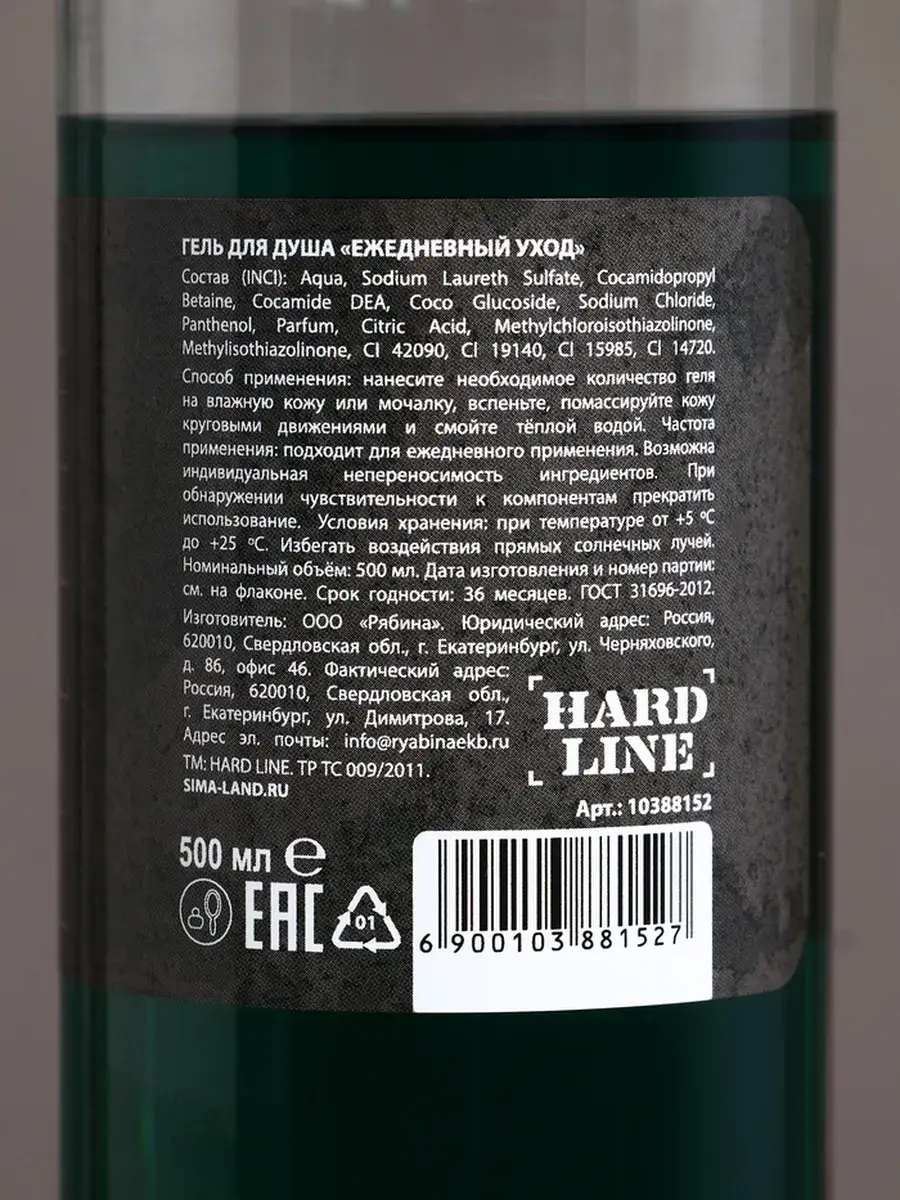 ГЕЛЬ ДЛЯ ДУША «ЕЖЕДНЕВНЫЙ УХОД»
Состав (INCI): Aqua, Sodium Laureth Sulfate, Cocamidopropyl
Betaine, Cocamide DEA, Coco Glucoside, Sodium Chloride,
Panthenol, Parfum, Citric Acid, Methylchloroisothiazolinone,
Methylisothiazolinone, CI 42090, CI 19140, CI 15985, CI 14720.
Способ применения: нанесите необходимое количество геля
на влажную кожу или мочалку, вспеньте, помассируйте кожу
круговыми движениями и смойте тёплой водой. Частота
применения: подходит для ежедневного применения. Возможна
индивидуальная непереносимость ингредиентов. При
обнаружении чувствительности к компонентам прекратить
использование. Условия хранения: при температуре от +5 ºС
до +25 ºС. Избегать воздействия прямых солнечных лучей.
Номинальный объём: 500 мл. Дата изготовления и номер партии:
см. на флаконе. Срок годности: 36 месяцев. ГОСТ 31696-2012.
Изготовитель: ООО «Рябина». Юридический адрес: Россия,
620010, Свердловская обл., г. Екатеринбург, ул. Черняховского,
д. 86, офис 46. Фактический адрес:
Россия, 620010, Свердловская обл.,
г. Екатеринбург, ул. Димитрова, 17.
Адрес эл. почты: info@ryabinaekb.ru
ТМ: HARD LINE. ТР ТС 009/2011.
SIMA-LAND.RU
HARD
LINE
Арт.: 10388152
500 мл ℮
EAC
01
6 900103 881527